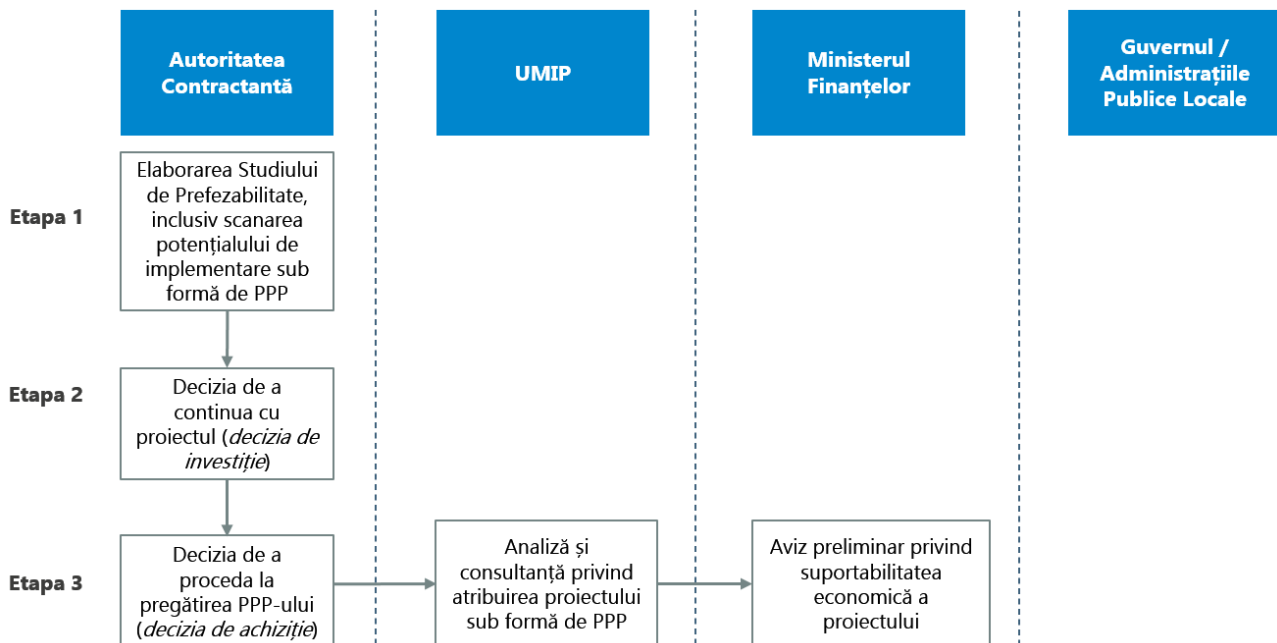 Autoritatea
Contractantă
UMIP
Ministerul
Finanțelor
Guvernul /
Administrațiile
Publice Locale
Etapa 1
Elaborarea Studiului
de Prefezabilitate,
inclusiv scanarea
potențialului de
implementare sub
formă de PPP
Etapa 2
Decizia de a
continua cu
proiectul (decizia de
investiție)
Etapa 3
Decizia de a
proceda la
pregătirea PPP-ului
(decizia de achiziție)
Analiză și
consultanță privind
atribuirea proiectului
sub formă de PPP
Aviz preliminar privind
suportabilitatea
economică a
proiectului